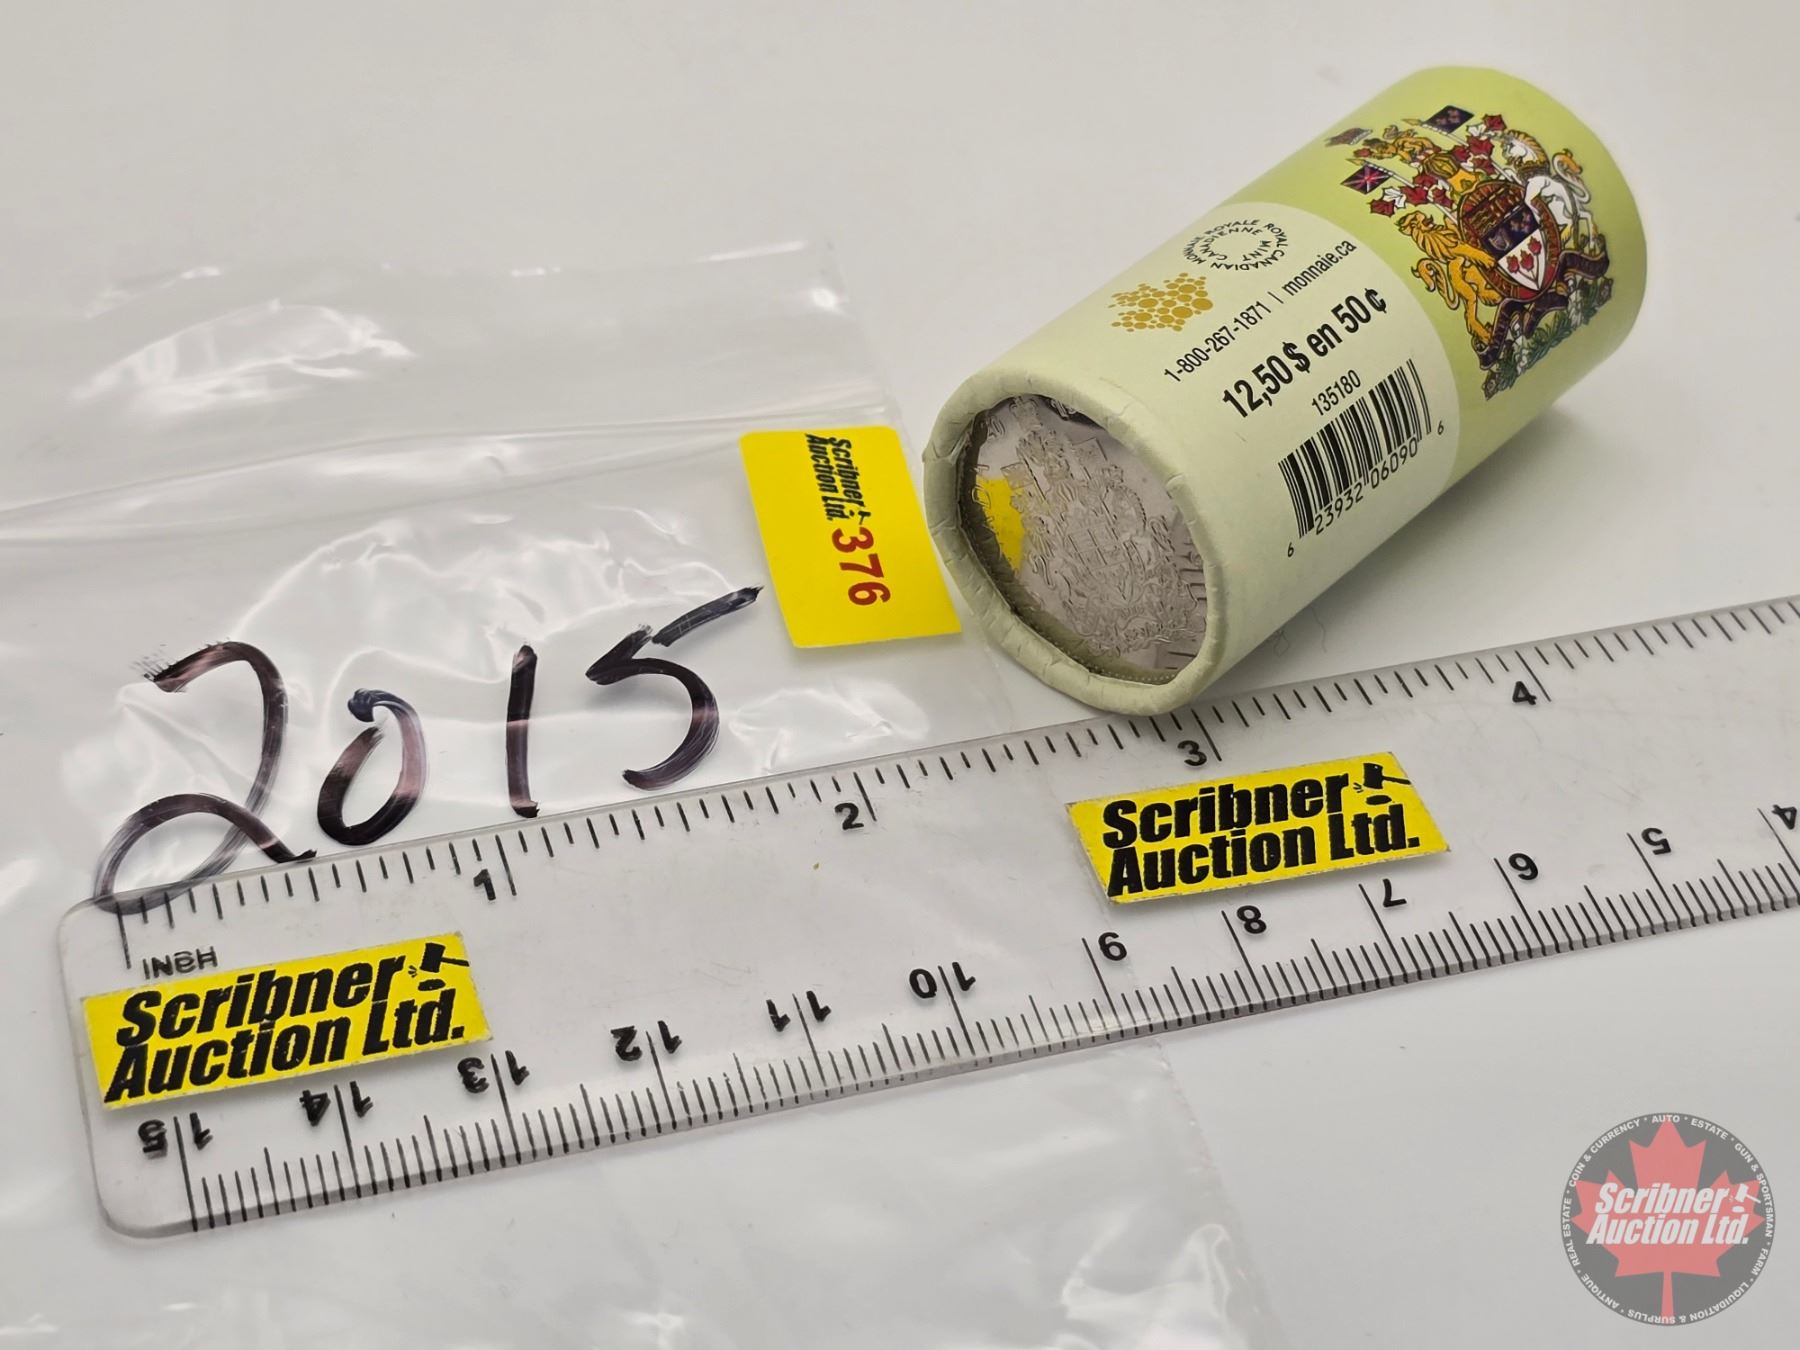 MONNAIE ROYALE CANADIENNE
ROYAL CANADIAN MINT
1-800-267-1871 | monnaie.ca
12,50$ en 50¢
135180
6 23932 06090 6
Scribner
Auction Ltd.
376
2015
1 2 3 4
INCH
Scribner
Auction Ltd.
Scribner
Auction Ltd.
15 14 13 12 11 10 9 8 7 6 5 4
COIN & CURRENCY · AUTO · ESTATE · GUN & SPORTSMAN · FARM · LIQUIDATION & SURPLUS · ANTIQUE · REAL ESTATE ·
Scribner
Auction Ltd.